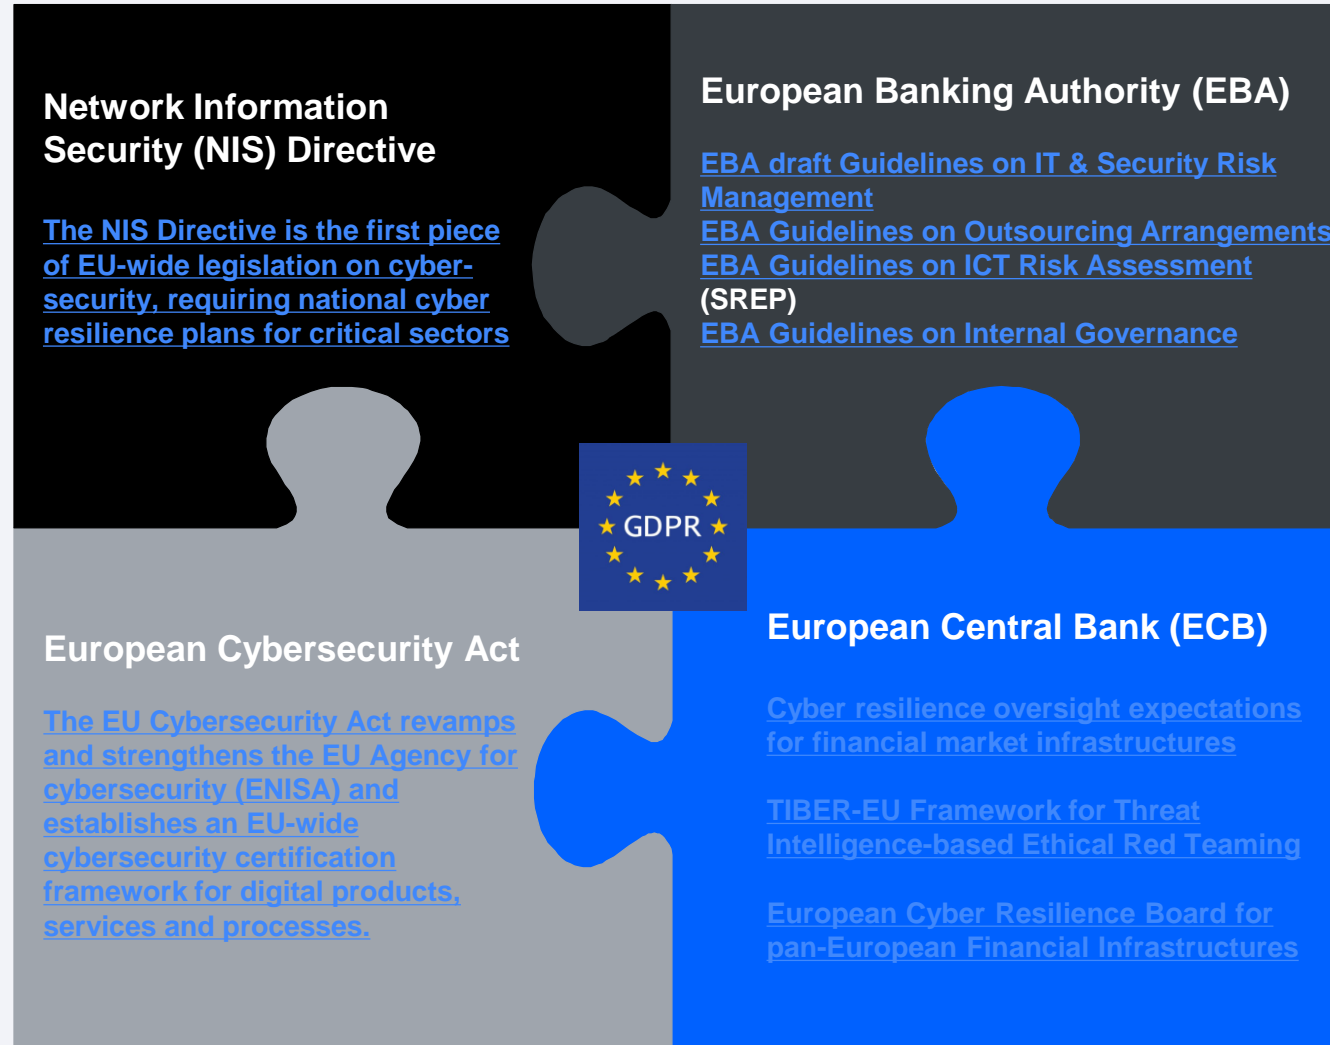 Network Information
Security (NIS) Directive
The NIS Directive is the first piece
of EU-wide legislation on cyber-
security, requiring national cyber
resilience plans for critical sectors
European Banking Authority (EBA)
EBA draft Guidelines on IT & Security Risk
Management
EBA Guidelines on Outsourcing Arrangements
EBA Guidelines on ICT Risk Assessment
(SREP)
EBA Guidelines on Internal Governance
GDPR
European Cybersecurity Act
The EU Cybersecurity Act revamps
and strengthens the EU Agency for
cybersecurity (ENISA) and
establishes an EU-wide
cybersecurity certification
framework for digital products,
services and processes.
European Central Bank (ECB)
Cyber resilience oversight expectations
for financial market infrastructures
TIBER-EU Framework for Threat
Intelligence-based Ethical Red Teaming
European Cyber Resilience Board for
pan-European Financial Infrastructures